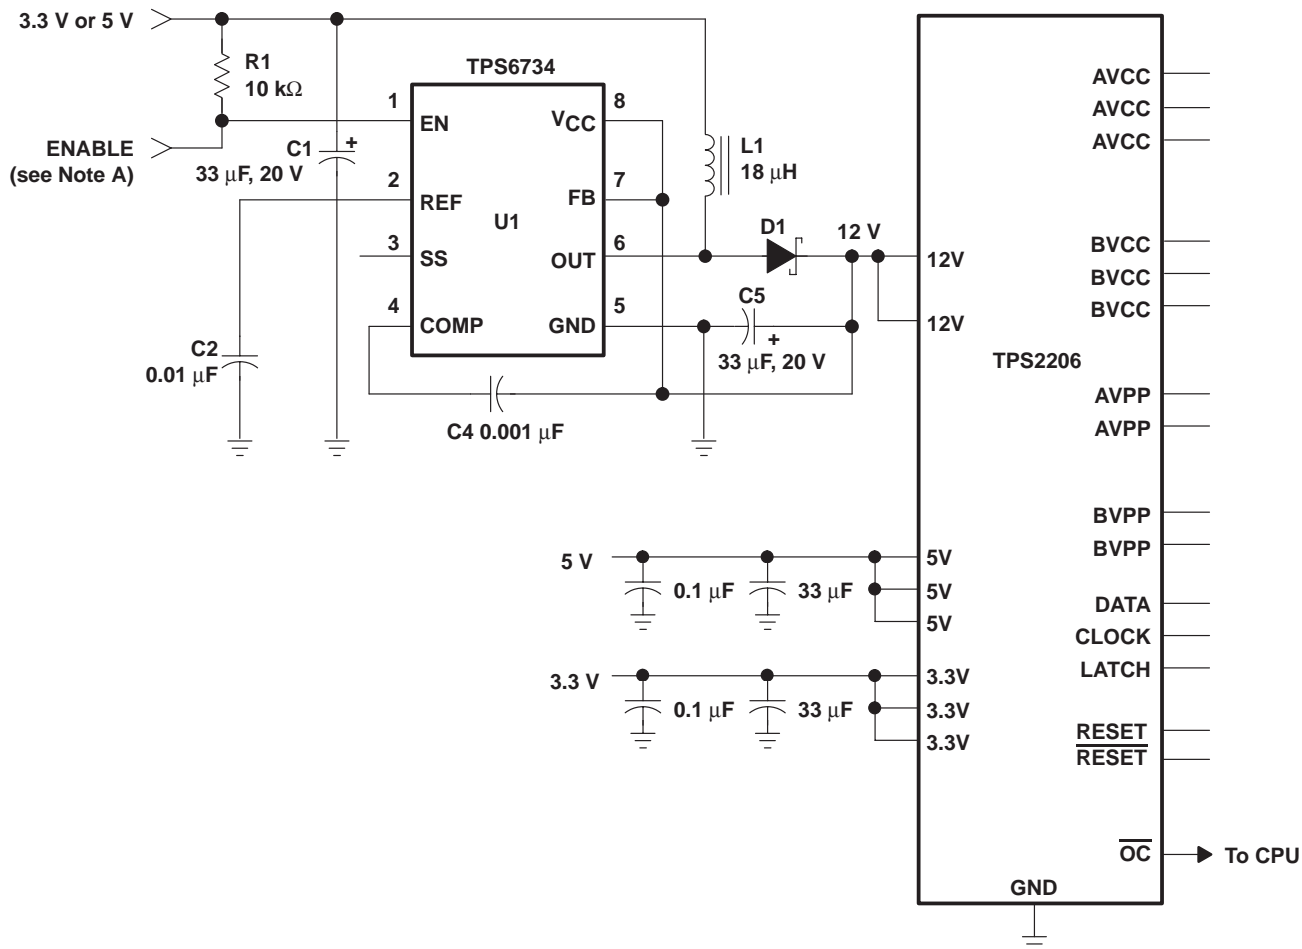 3.3 V or 5 V
R1
10 kΩ
ENABLE
(see Note A)
C1
+
33 μF, 20 V
TPS6734
1
EN
2
REF
3
SS
4
COMP
U1
8
VCC
7
FB
6
OUT
5
GND
L1
18 μH
D1
12 V
C5
+
33 μF, 20 V
C2
0.01 μF
C4 0.001 μF
5 V
0.1 μF
33 μF
3.3 V
0.1 μF
33 μF
12V
12V
5V
5V
5V
3.3V
3.3V
3.3V
TPS2206
AVCC
AVCC
AVCC
BVCC
BVCC
BVCC
AVPP
AVPP
BVPP
BVPP
DATA
CLOCK
LATCH
RESET
RESET
OC
To CPU
GND